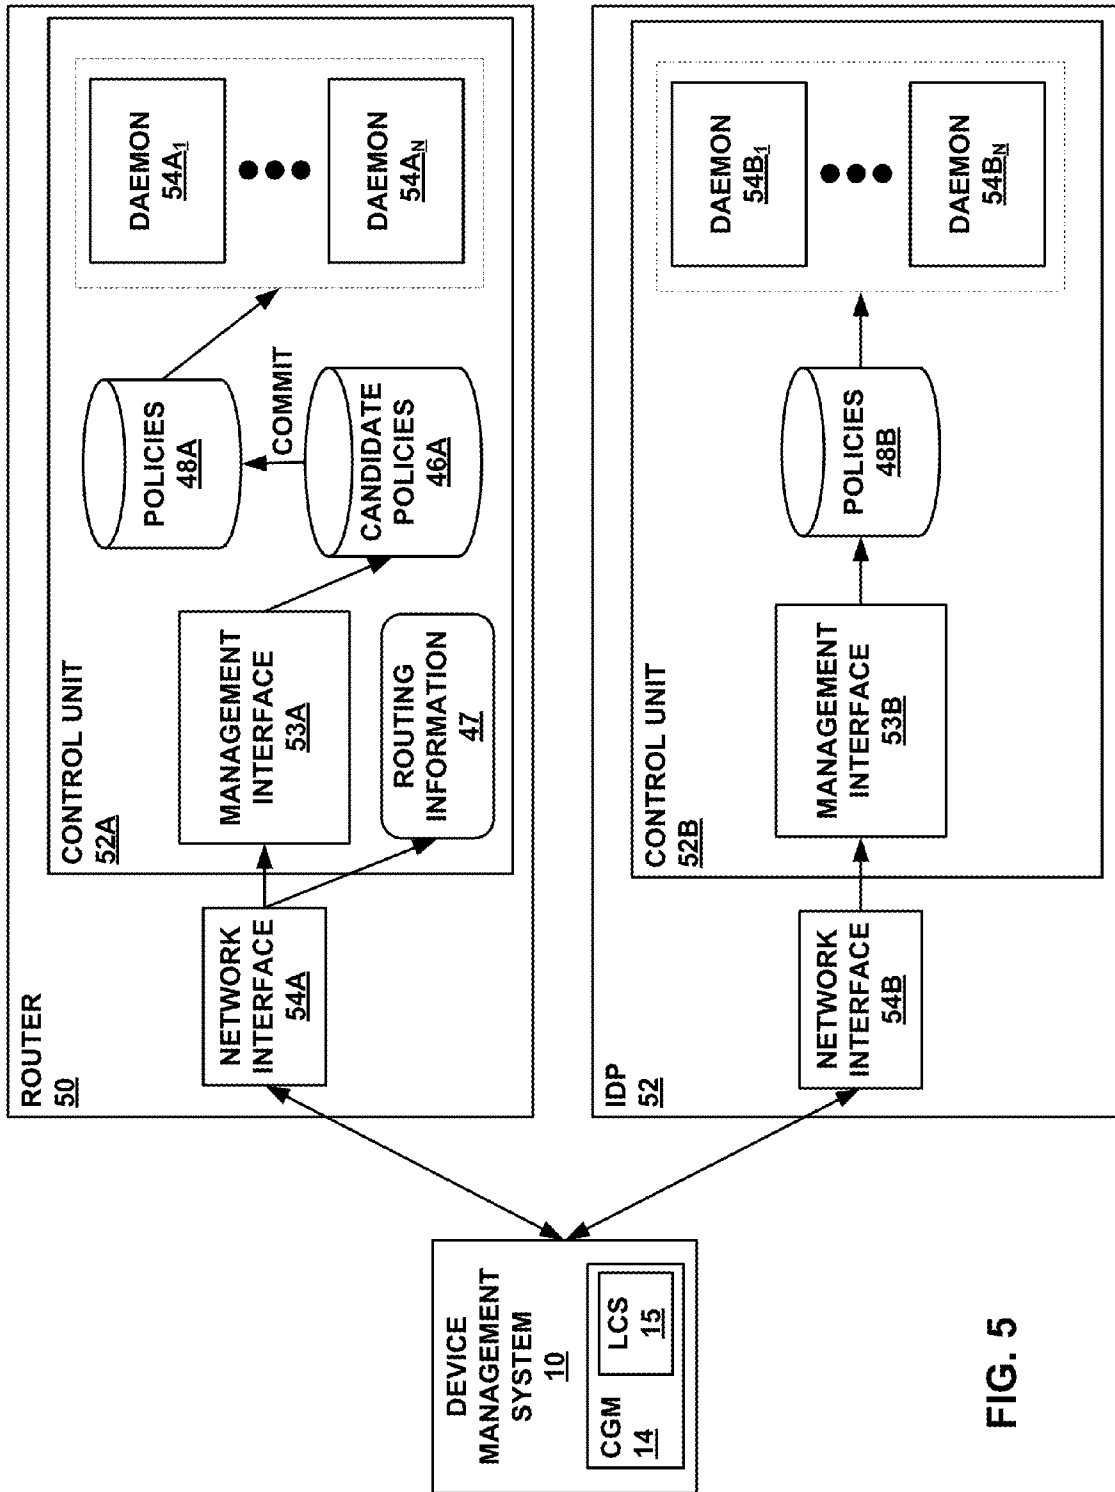 ROUTER
50
NETWORK
INTERFACE
54A
CONTROL UNIT
52A
MANAGEMENT
INTERFACE
53A
ROUTING
INFORMATION
47
POLICIES
48A
COMMIT
CANDIDATE
POLICIES
46A
DAEMON
54A1
DAEMON
54AN
DEVICE
MANAGEMENT
SYSTEM
10
CGM
14
LCS
15
IDP
52
NETWORK
INTERFACE
54B
CONTROL UNIT
52B
MANAGEMENT
INTERFACE
53B
POLICIES
48B
DAEMON
54B1
DAEMON
54BN
FIG. 5